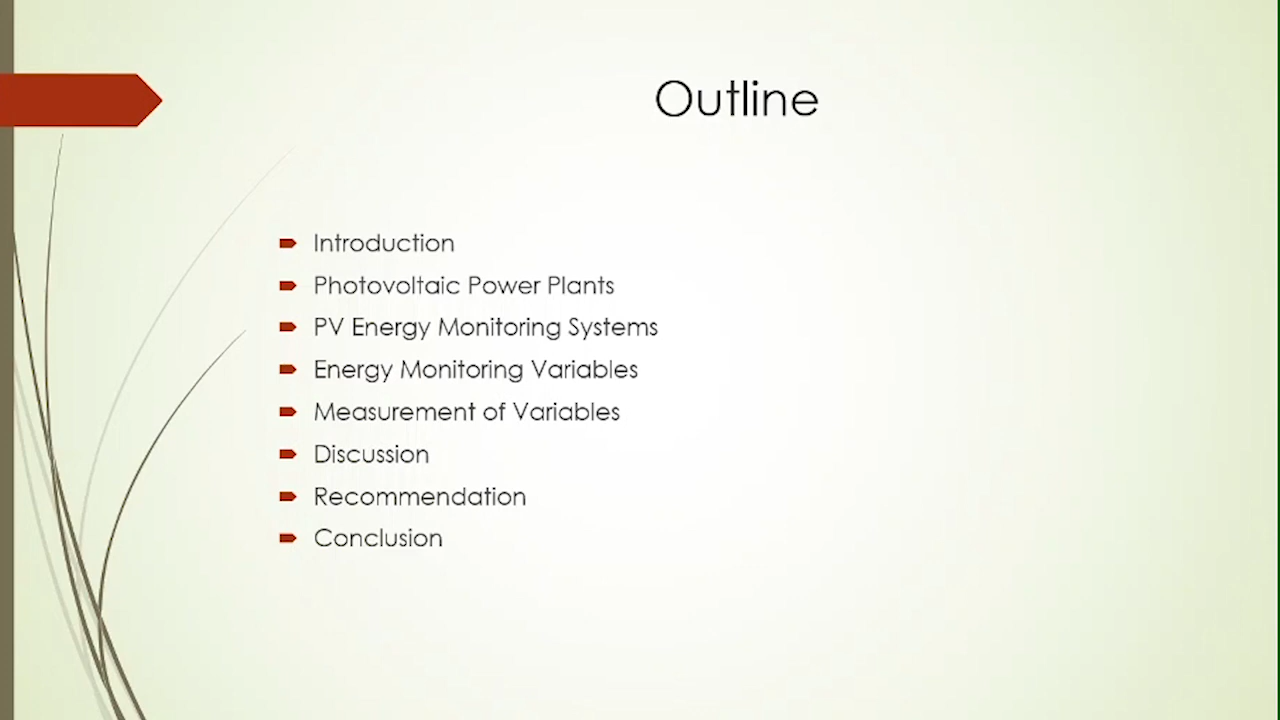 Outline
Introduction
Photovoltaic Power Plants
PV Energy Monitoring Systems
Energy Monitoring Variables
Measurement of Variables
Discussion
Recommendation
Conclusion